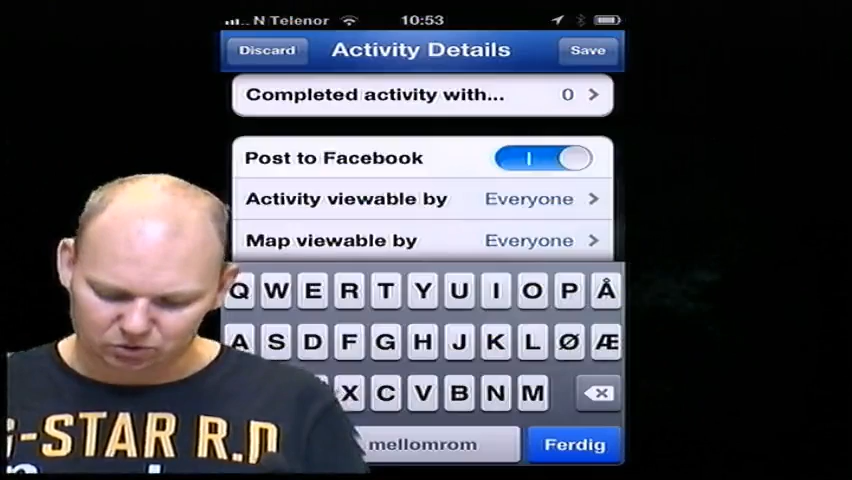 N Telenor 10:53
Discard Activity Details Save
Completed activity with... 0
Post to Facebook
Activity viewable by Everyone
Map viewable by Everyone
Q W E R T Y U I O P Å
A S D F G H J K L Ø Æ
X C V B N M
mellomrom Ferdig
G-STAR R.